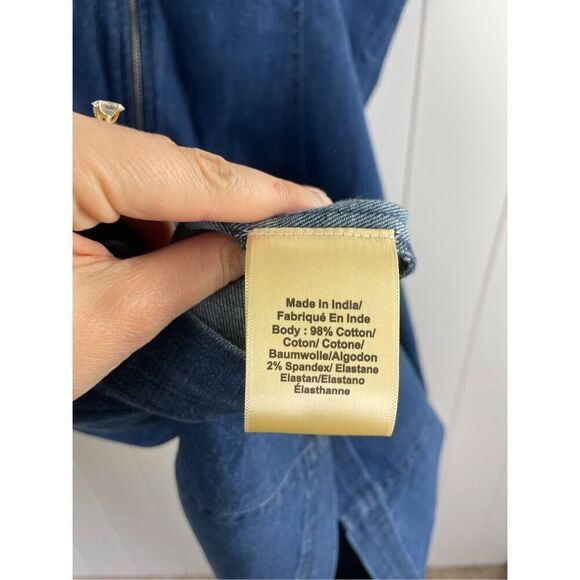 Made In India/
Fabriqué En Inde
Body : 98% Cotton/
Coton/ Cotone/
Baumwolle/Algodon
2% Spandex/ Elastane
Elastan/Elastano
Élasthanne